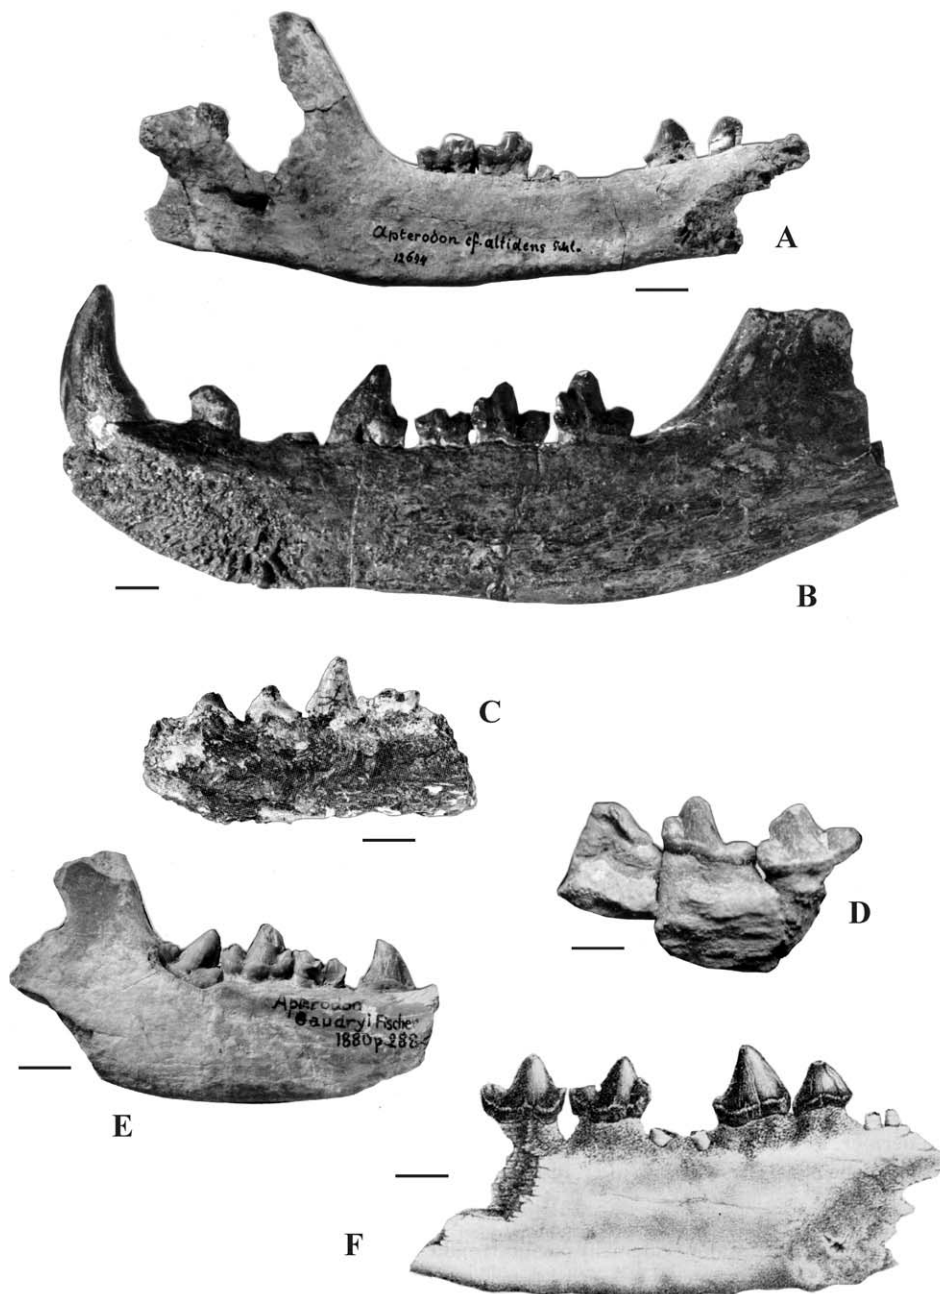 Apterodon cf. altidens Schl.
12694
A
B
C
D
Apterodon
Gaudryi Fischer
1880 p. 288
E
F